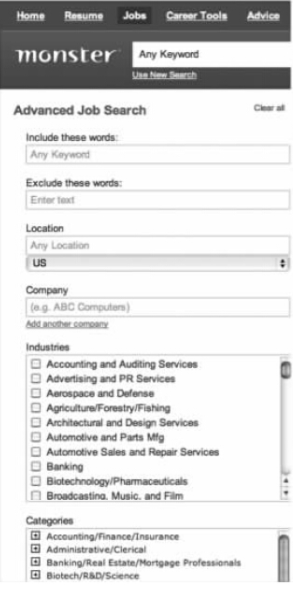 Home Resume Jobs Career Tools Advice
monster Any Keyword
Use New Search
Advanced Job Search Clear all
Include these words:
Any Keyword
Exclude these words:
Enter text
Location
Any Location
US
Company
(e.g. ABC Computers)
Add another company
Industries
Accounting and Auditing Services
Advertising and PR Services
Aerospace and Defense
Agriculture/Forestry/Fishing
Architectural and Design Services
Automotive and Parts Mfg
Automotive Sales and Repair Services
Banking
Biotechnology/Pharmaceuticals
Broadcasting, Music, and Film
Categories
Accounting/Finance/Insurance
Administrative/Clerical
Banking/Real Estate/Mortgage Professionals
Biotech/R&D/Science